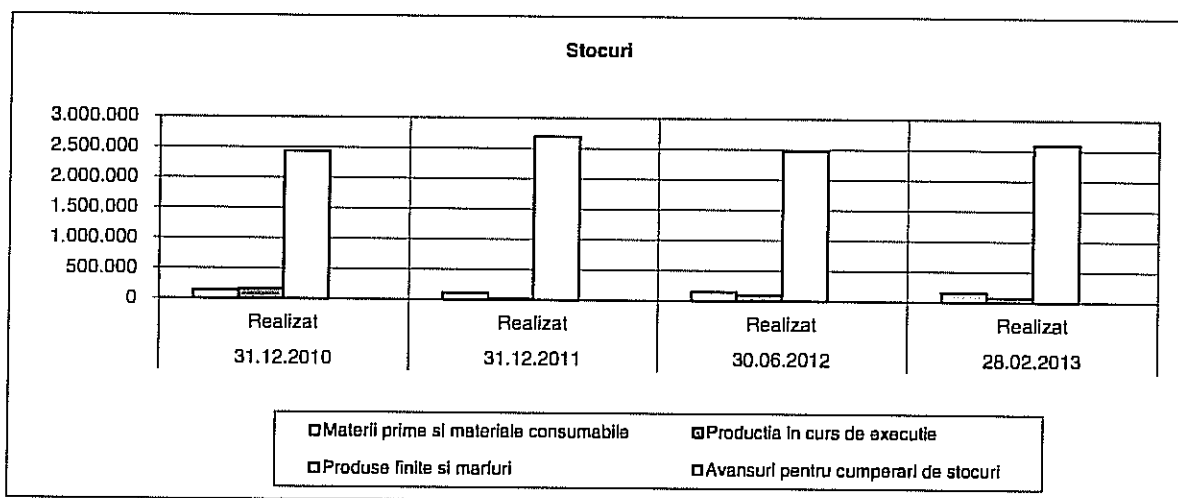 Stocuri
3.000.000
2.500.000
2.000.000
1.500.000
1.000.000
500.000
0
Realizat Realizat Realizat Realizat
31.12.2010 31.12.2011 30.06.2012 28.02.2013
Materii prime si materiale consumabile Productia in curs de executie
Produse finite si marfuri Avansuri pentru cumparari de stocuri